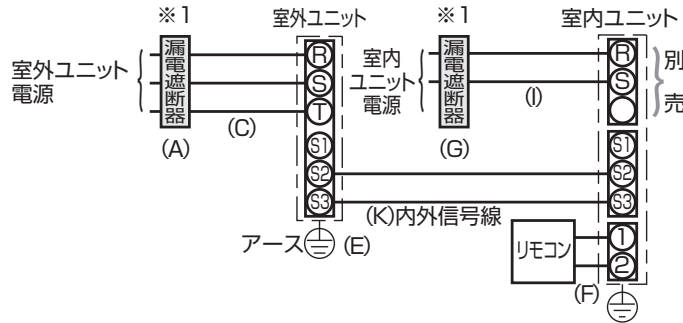 ※1
室外ユニット
※1
室内ユニット
漏電遮断器
R
S
T
S1
S2
S3
室外ユニット
電源
(C)
(A)
アース
(E)
室内
ユニット
電源
漏電遮断器
(I)
(G)
R
S
S1
S2
S3
1
2
別
売
(K)内外信号線
リモコン
(F)